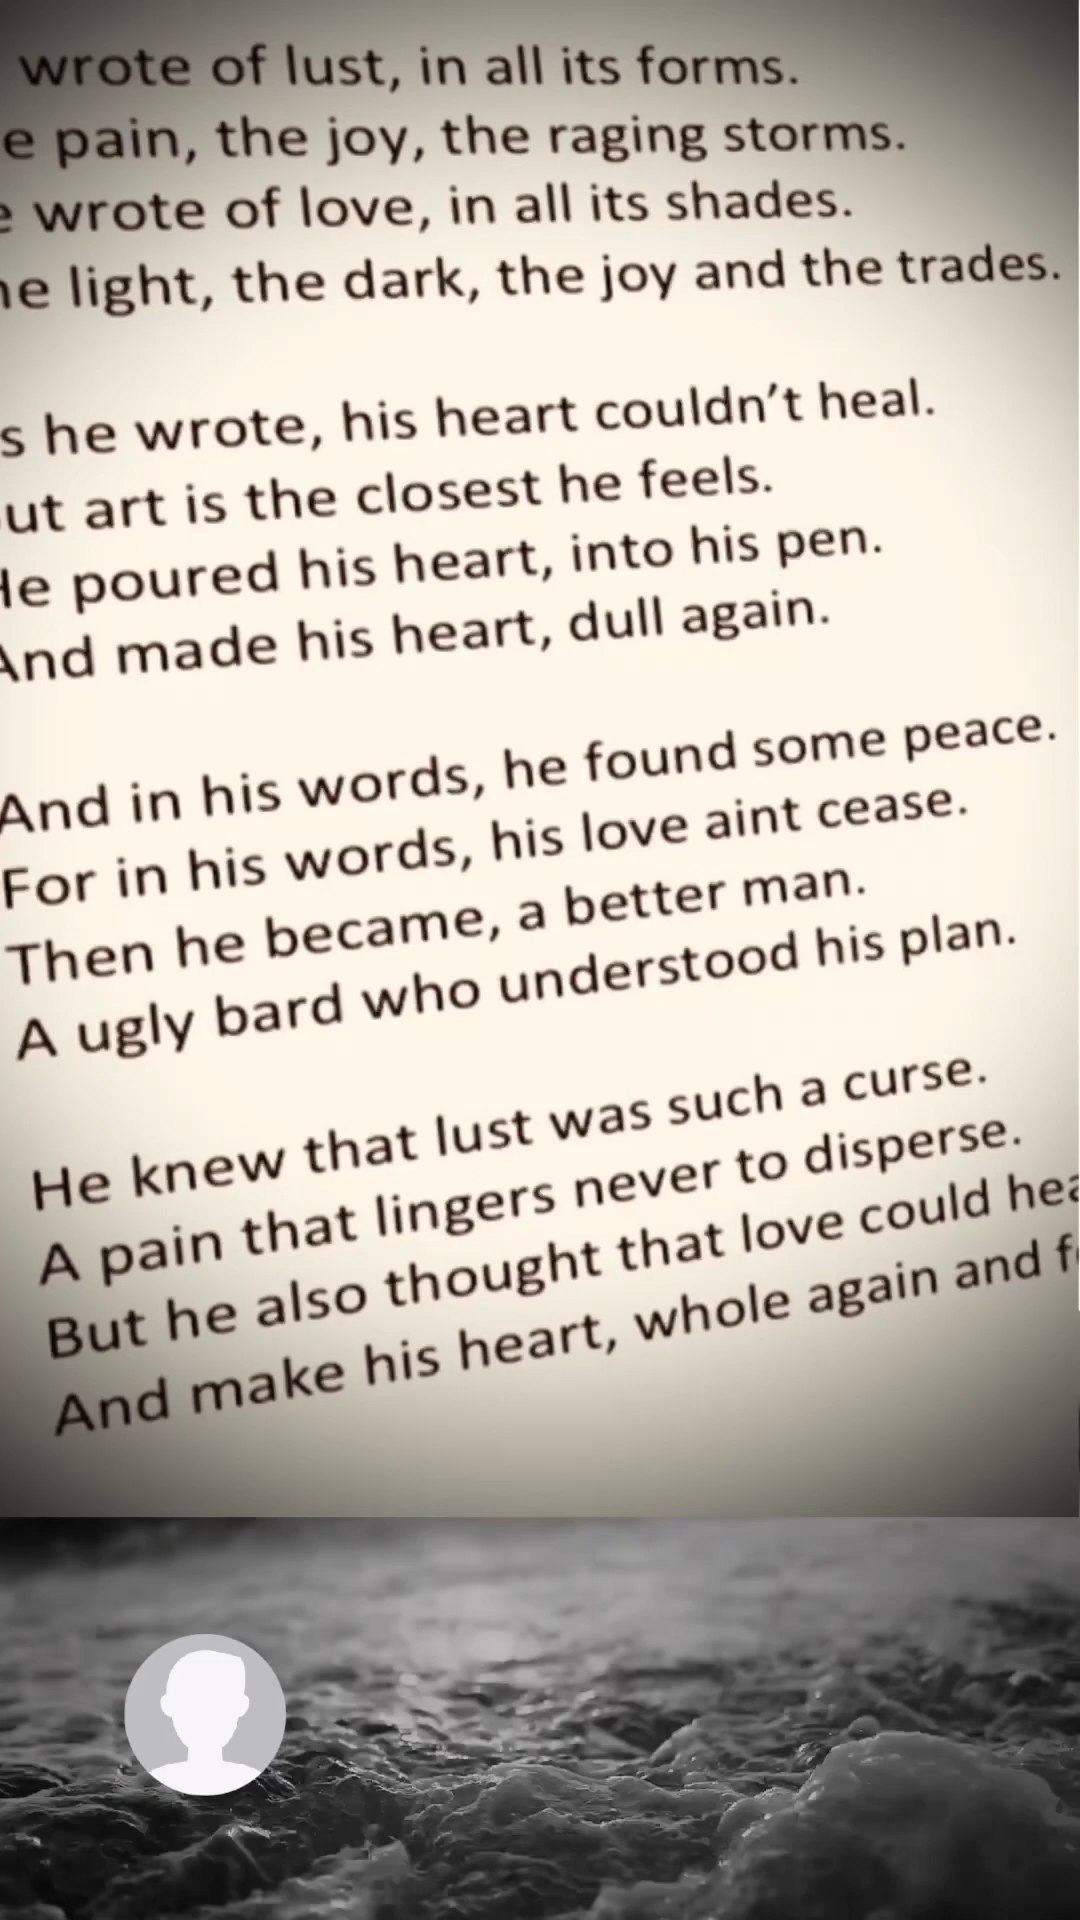 wrote of lust, in all its forms.
e pain, the joy, the raging storms.
e wrote of love, in all its shades.
he light, the dark, the joy and the trades.
s he wrote, his heart couldn't heal.
ut art is the closest he feels.
He poured his heart, into his pen.
And made his heart, dull again.
And in his words, he found some peace.
For in his words, his love aint cease.
Then he became, a better man.
A ugly bard who understood his plan.
He knew that lust was such a curse.
A pain that lingers never to disperse.
But he also thought that love could hea
And make his heart, whole again and f